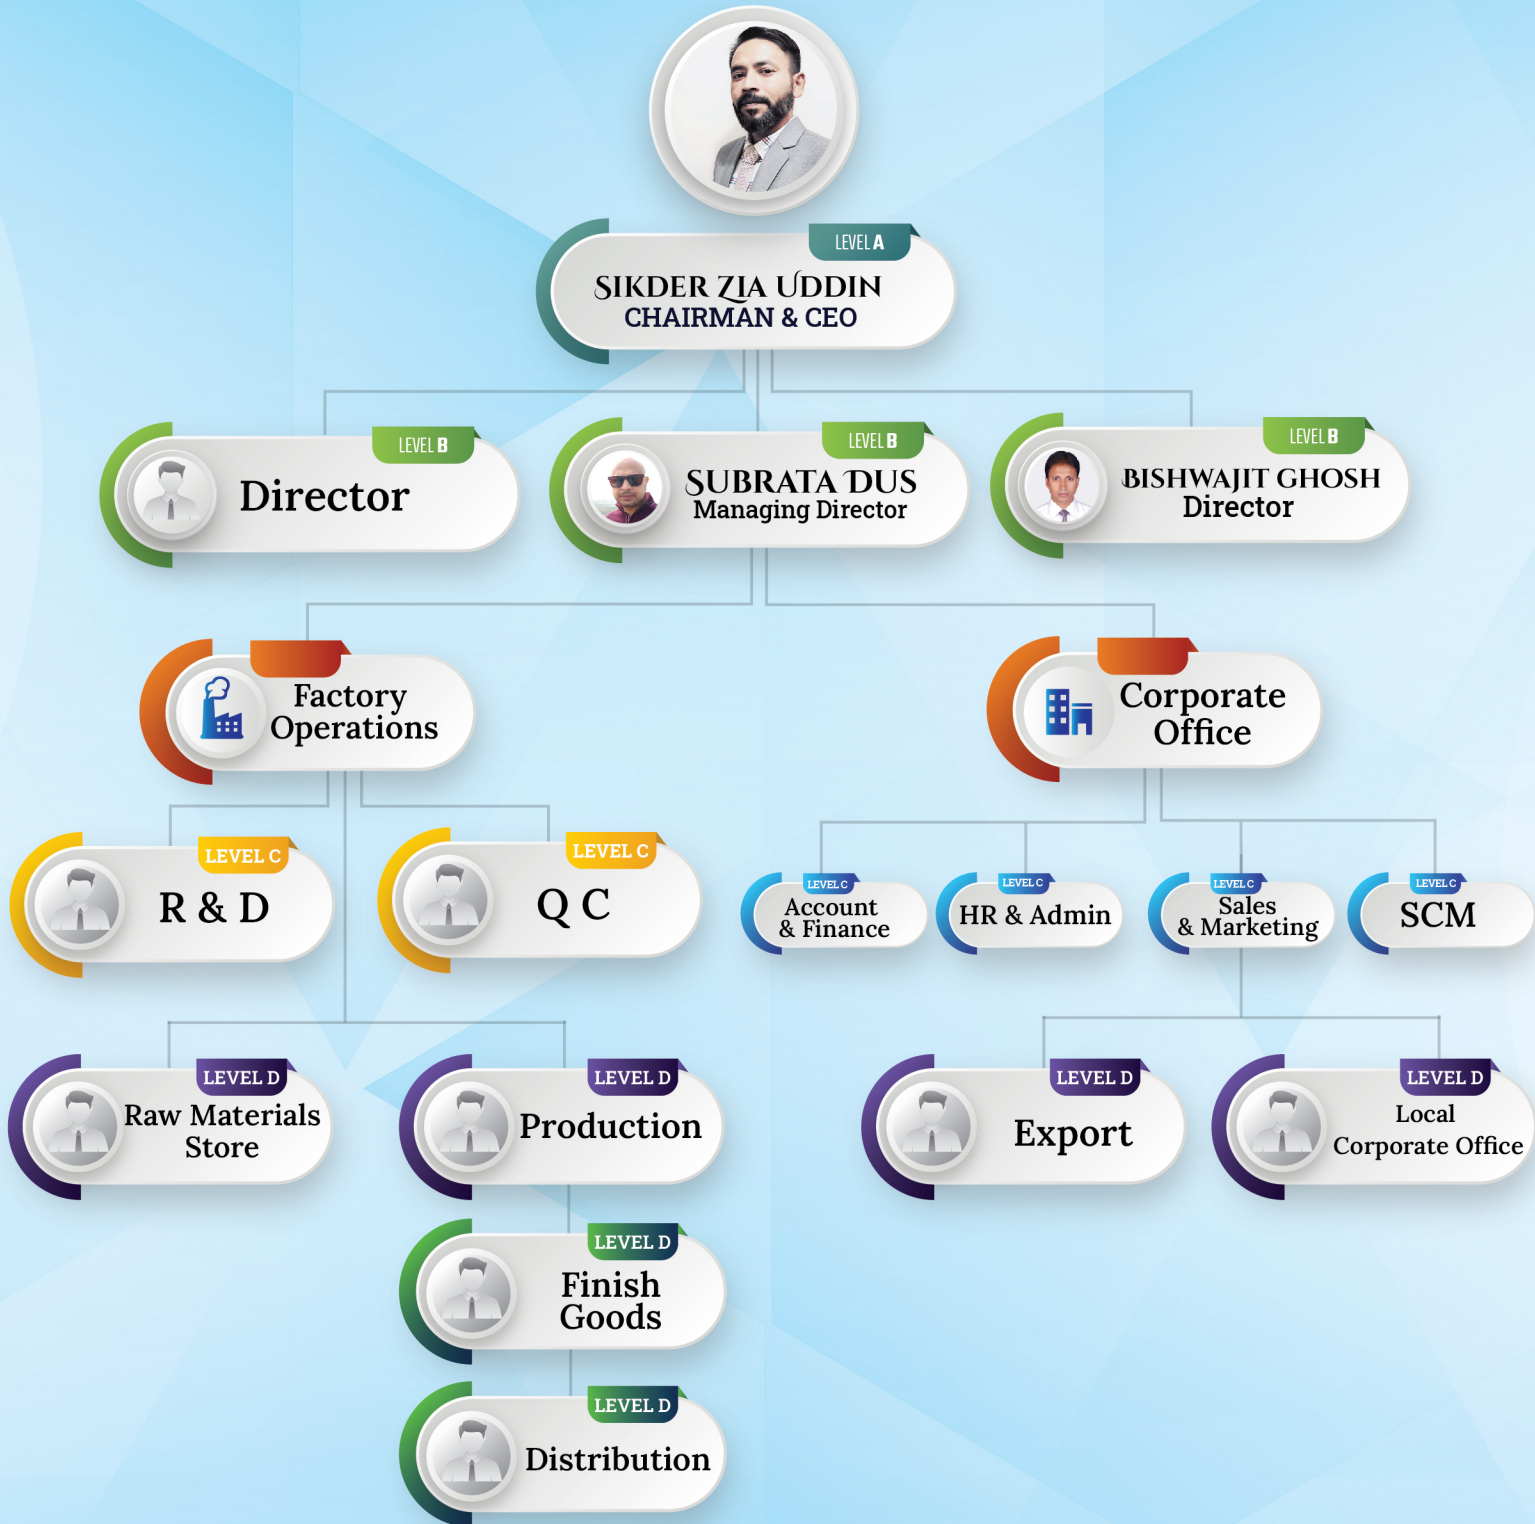 LEVEL A
SIKDER ZIA UDDIN
CHAIRMAN & CEO
LEVEL B
Director
LEVEL B
SUBRATA DUS
Managing Director
LEVEL B
BISHWAJIT GHOSH
Director
Factory
Operations
Corporate
Office
LEVEL C
R & D
LEVEL C
Q C
LEVEL C
Account
& Finance
LEVEL C
HR & Admin
LEVEL C
Sales
& Marketing
LEVEL C
SCM
LEVEL D
Raw Materials
Store
LEVEL D
Production
LEVEL D
Export
LEVEL D
Local
Corporate Office
LEVEL D
Finish
Goods
LEVEL D
Distribution